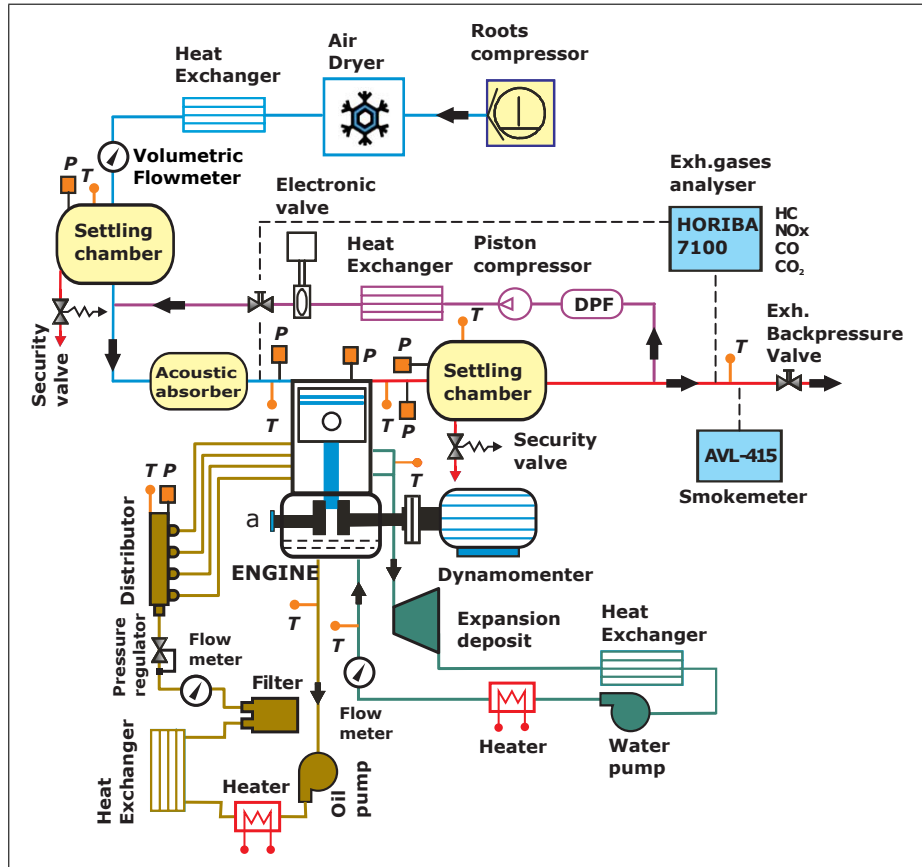 Roots
compressor
Air
Dryer
Heat
Exchanger
Volumetric
Flowmeter
P
T
Settling
chamber
Electronic
valve
Exh.gases
analyser
HORIBA
7100
HC
NOx
CO
CO₂
Heat
Exchanger
Piston
compressor
DPF
Security
valve
Exh.
Backpressure
Valve
T
T
P
P
P
Acoustic
absorber
Settling
chamber
T
T
P
Security
valve
AVL-415
Smokemeter
T
P
T
a
Distributor
ENGINE
Dynamomenter
Expansion
deposit
Heat
Exchanger
T
T
Pressure
regulator
Flow
meter
Filter
Flow
meter
Heater
Water
pump
Heat
Exchanger
Heater
Oil
pump